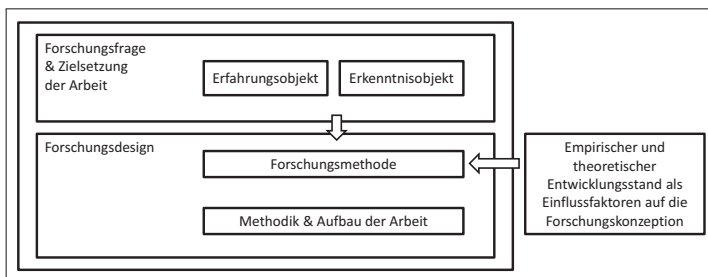 Forschungsfrage
& Zielsetzung
der Arbeit
Erfahrungsobjekt
Erkenntnisobjekt
Forschungsdesign
Forschungsmethode
Methodik & Aufbau der Arbeit
Empirischer und
theoretischer
Entwicklungsstand als
Einflussfaktoren auf die
Forschungskonzeption